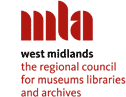 mla
west midlands
the regional council
for museums libraries
and archives